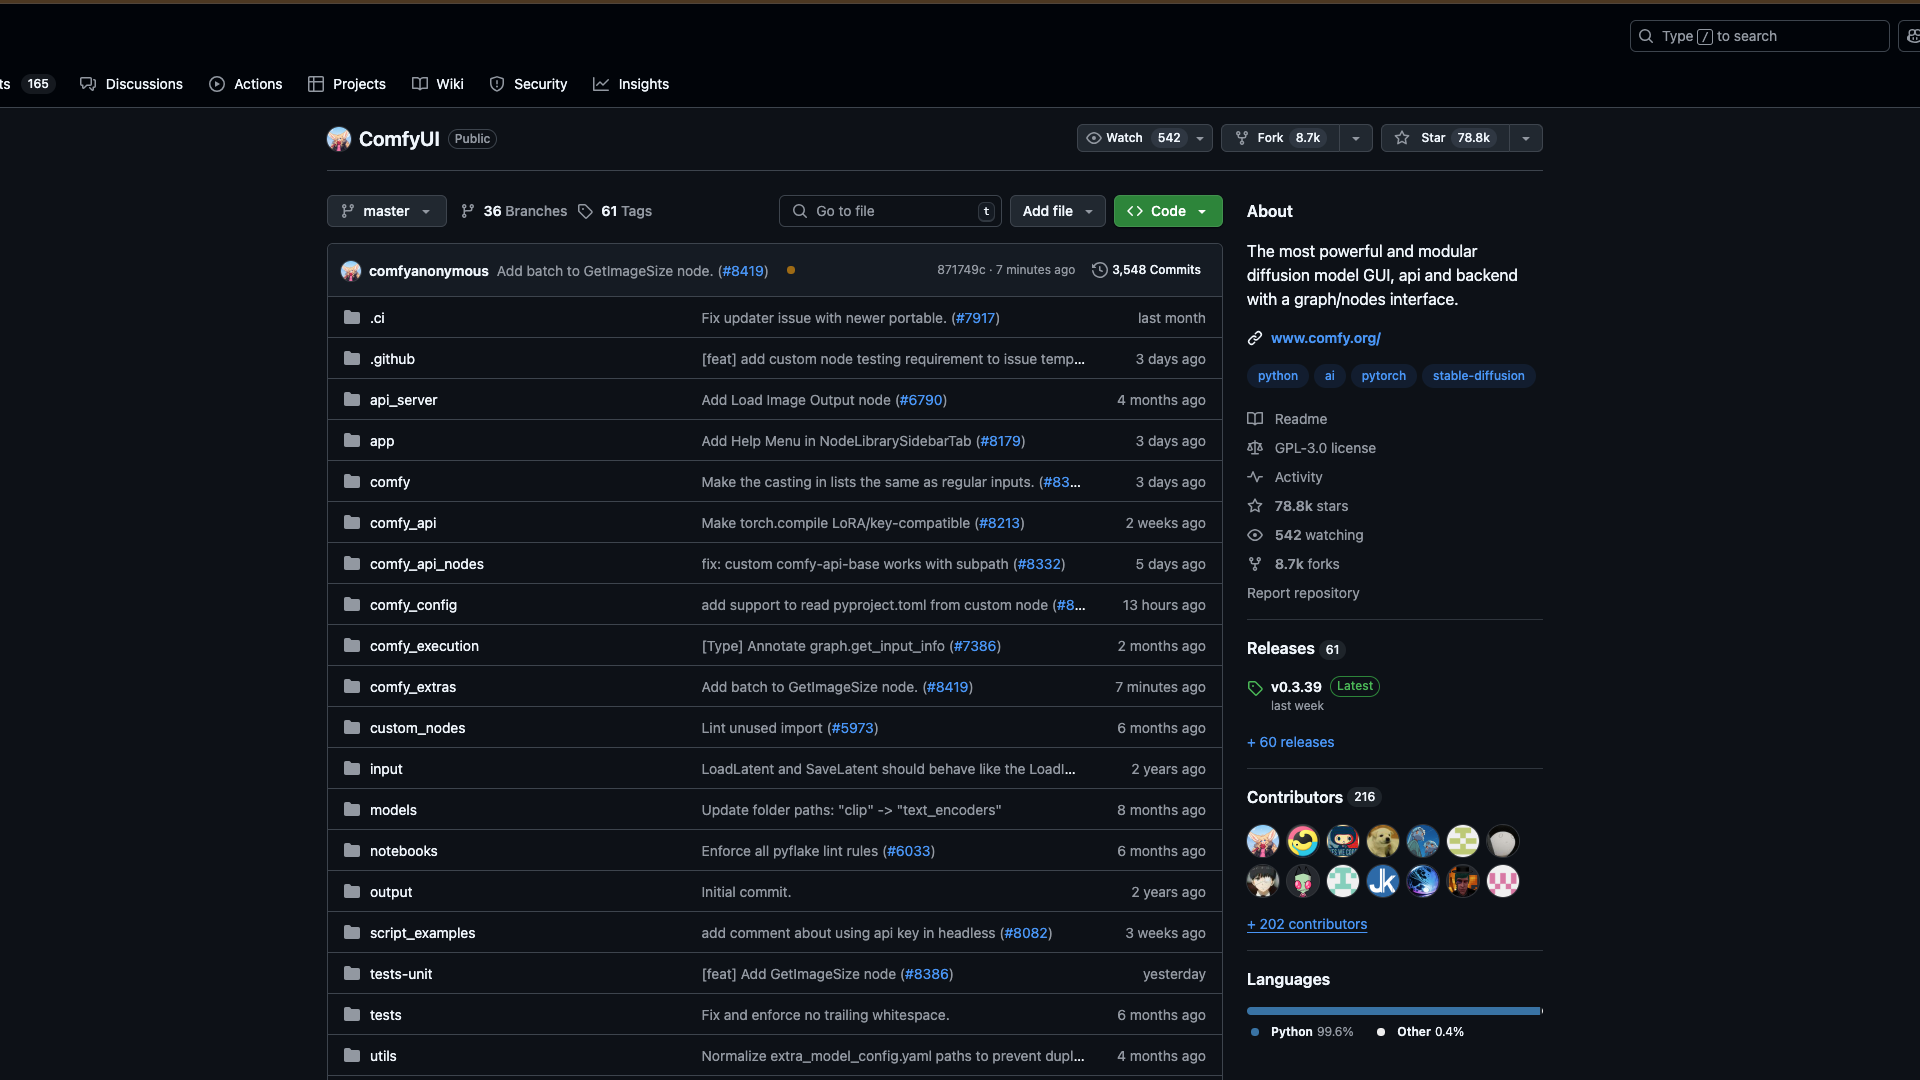 Type / to search
ts 165 Discussions Actions Projects Wiki Security Insights
ComfyUI Public
Watch 542 Fork 8.7k Star 78.8k
master 36 Branches 61 Tags Go to file t Add file Code
comfyanonymous Add batch to GetImageSize node. (#8419) 871749c · 7 minutes ago 3,548 Commits
.ci Fix updater issue with newer portable. (#7917) last month
.github [feat] add custom node testing requirement to issue temp... 3 days ago
api_server Add Load Image Output node (#6790) 4 months ago
app Add Help Menu in NodeLibrarySidebarTab (#8179) 3 days ago
comfy Make the casting in lists the same as regular inputs. (#83... 3 days ago
comfy_api Make torch.compile LoRA/key-compatible (#8213) 2 weeks ago
comfy_api_nodes fix: custom comfy-api-base works with subpath (#8332) 5 days ago
comfy_config add support to read pyproject.toml from custom node (#8... 13 hours ago
comfy_execution [Type] Annotate graph.get_input_info (#7386) 2 months ago
comfy_extras Add batch to GetImageSize node. (#8419) 7 minutes ago
custom_nodes Lint unused import (#5973) 6 months ago
input LoadLatent and SaveLatent should behave like the LoadI... 2 years ago
models Update folder paths: "clip" -> "text_encoders" 8 months ago
notebooks Enforce all pyflake lint rules (#6033) 6 months ago
output Initial commit. 2 years ago
script_examples add comment about using api key in headless (#8082) 3 weeks ago
tests-unit [feat] Add GetImageSize node (#8386) yesterday
tests Fix and enforce no trailing whitespace. 6 months ago
utils Normalize extra_model_config.yaml paths to prevent dupl... 4 months ago
About
The most powerful and modular
diffusion model GUI, api and backend
with a graph/nodes interface.
www.comfy.org/
python ai pytorch stable-diffusion
Readme
GPL-3.0 license
Activity
78.8k stars
542 watching
8.7k forks
Report repository
Releases 61
v0.3.39 Latest
last week
+ 60 releases
Contributors 216
JK
+ 202 contributors
Languages
Python 99.6% Other 0.4%